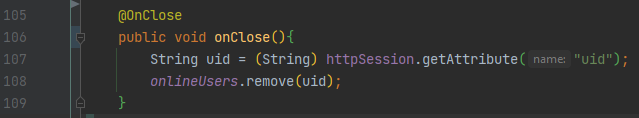 105 @OnClose
106 public void onClose(){
107 String uid = (String) httpSession.getAttribute( name: "uid");
108 onlineUsers.remove(uid);
109 }